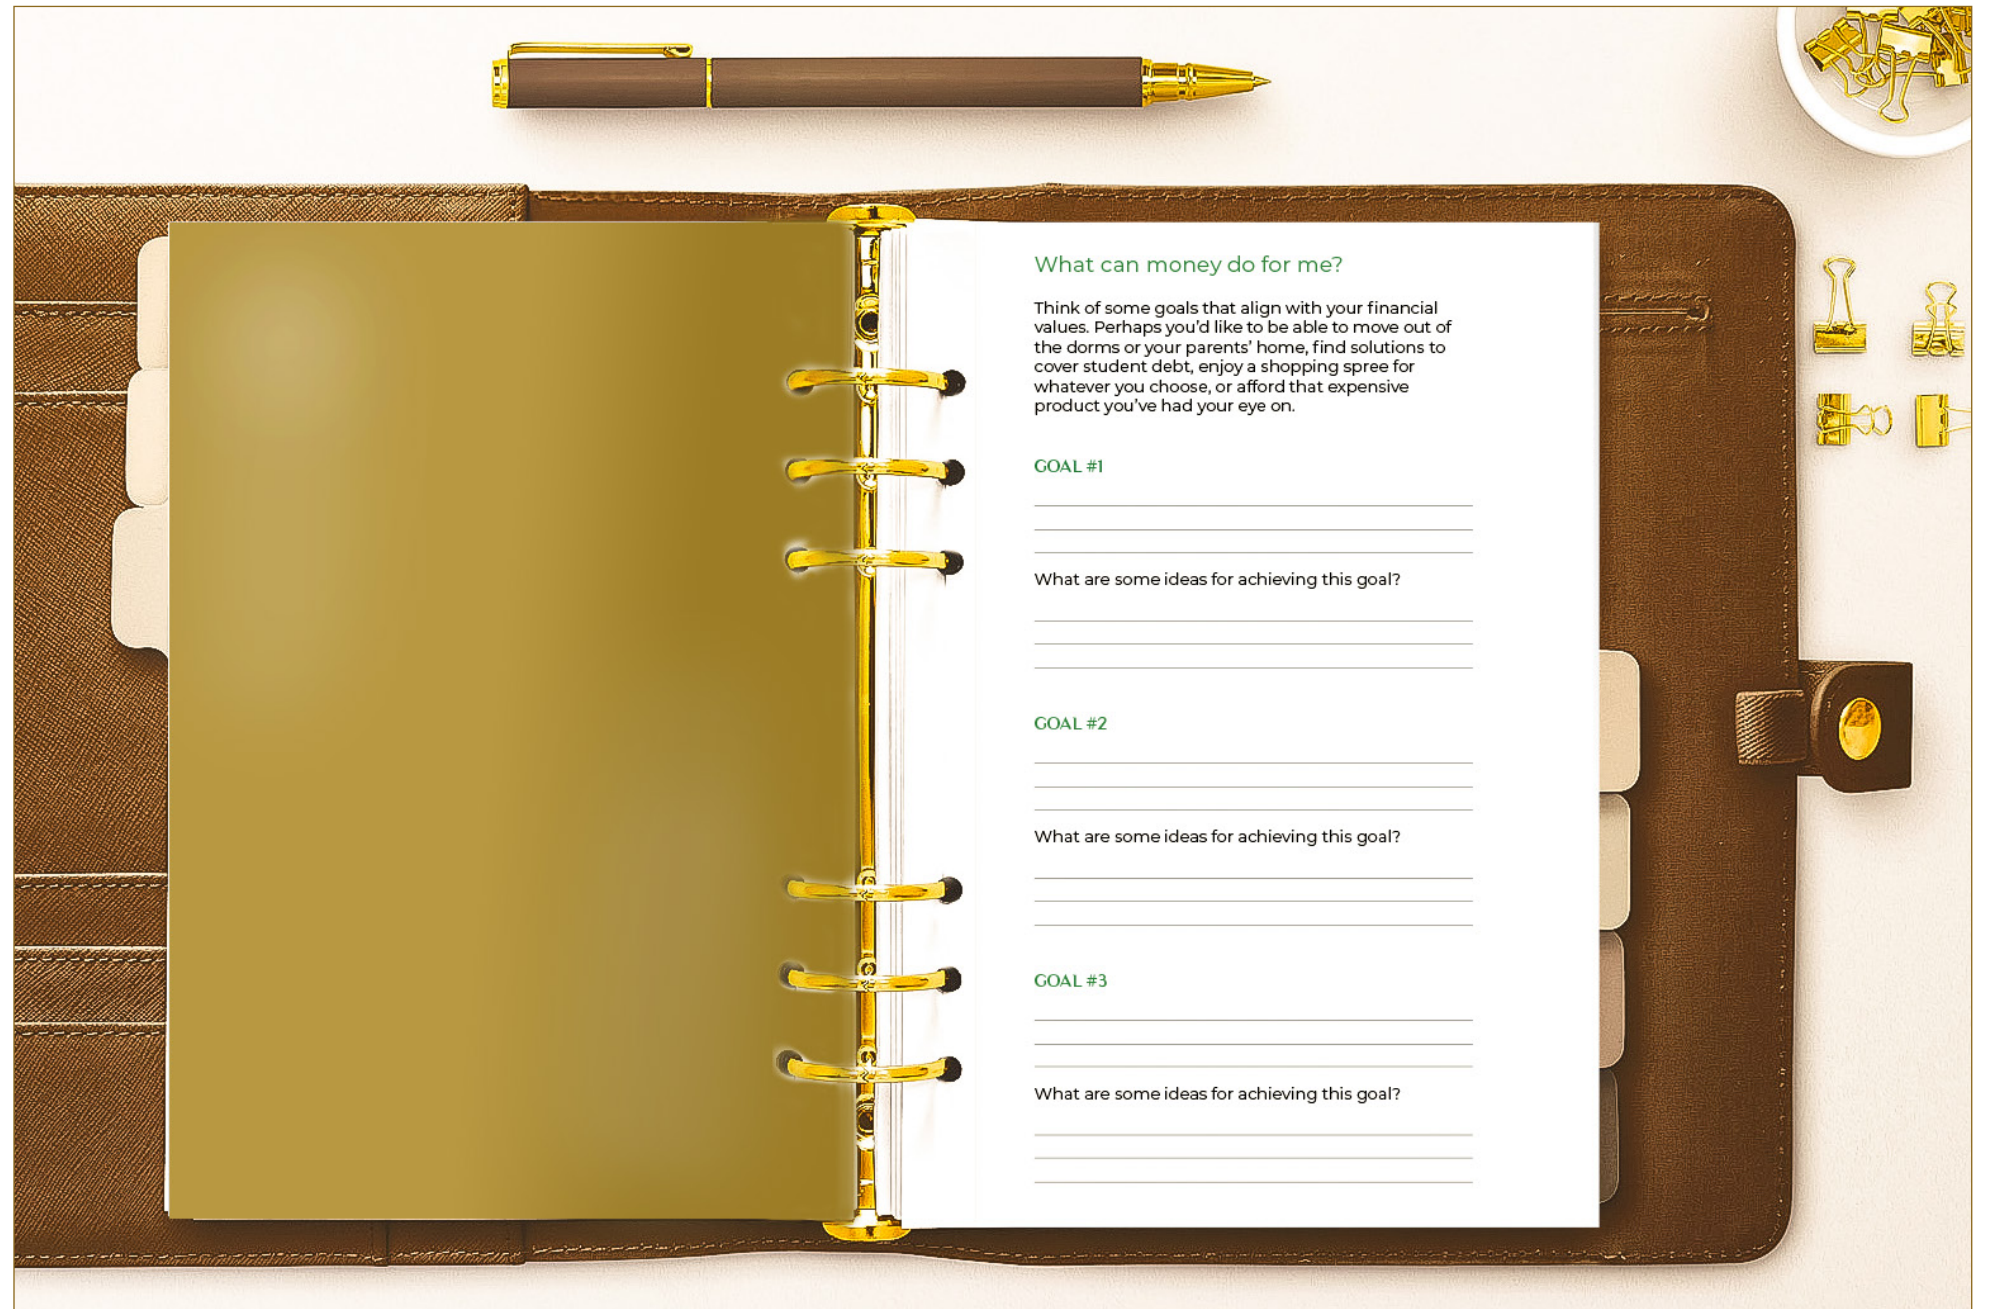 What can money do for me?
Think of some goals that align with your financial
values. Perhaps you’d like to be able to move out of
the dorms or your parents’ home, find solutions to
cover student debt, enjoy a shopping spree for
whatever you choose, or afford that expensive
product you’ve had your eye on.
GOAL #1
What are some ideas for achieving this goal?
GOAL #2
What are some ideas for achieving this goal?
GOAL #3
What are some ideas for achieving this goal?